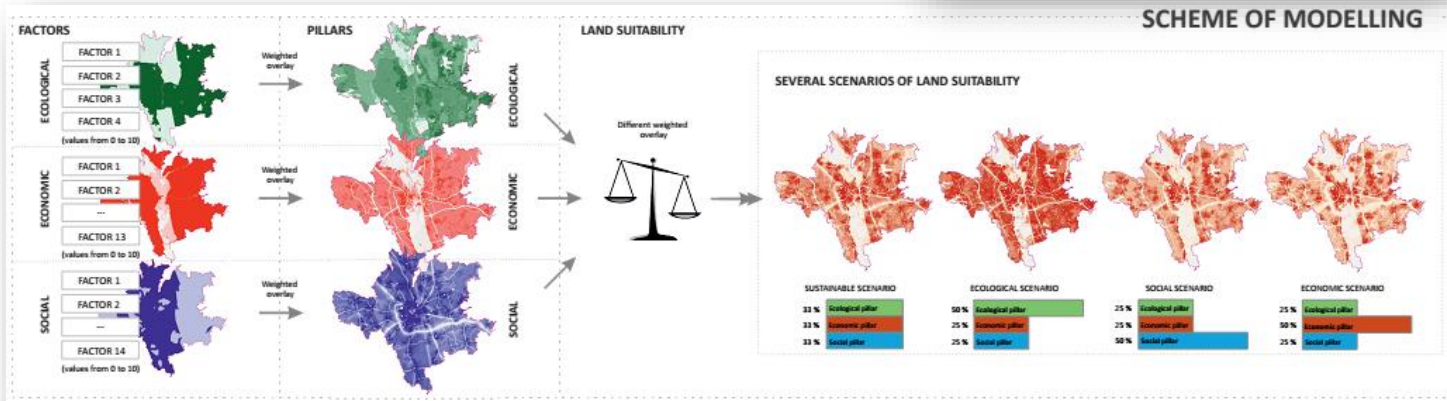 SCHEME OF MODELLING
FACTORS
PILLARS
LAND SUITABILITY
ECOLOGICAL
FACTOR 1
FACTOR 2
FACTOR 3
FACTOR 4
(values from 0 to 10)
Weighted
overlay
ECOLOGICAL
ECONOMIC
FACTOR 1
FACTOR 2
...
FACTOR 13
(values from 0 to 10)
Weighted
overlay
ECONOMIC
SOCIAL
FACTOR 1
FACTOR 2
...
FACTOR 14
(values from 0 to 10)
Weighted
overlay
SOCIAL
Different weighted
overlay
SEVERAL SCENARIOS OF LAND SUITABILITY
SUSTAINABLE SCENARIO
33 % Ecological pillar
33 % Economic pillar
33 % Social pillar
ECOLOGICAL SCENARIO
50 % Ecological pillar
25 % Economic pillar
25 % Social pillar
SOCIAL SCENARIO
25 % Ecological pillar
25 % Economic pillar
50 % Social pillar
ECONOMIC SCENARIO
25 % Ecological pillar
50 % Economic pillar
25 % Social pillar